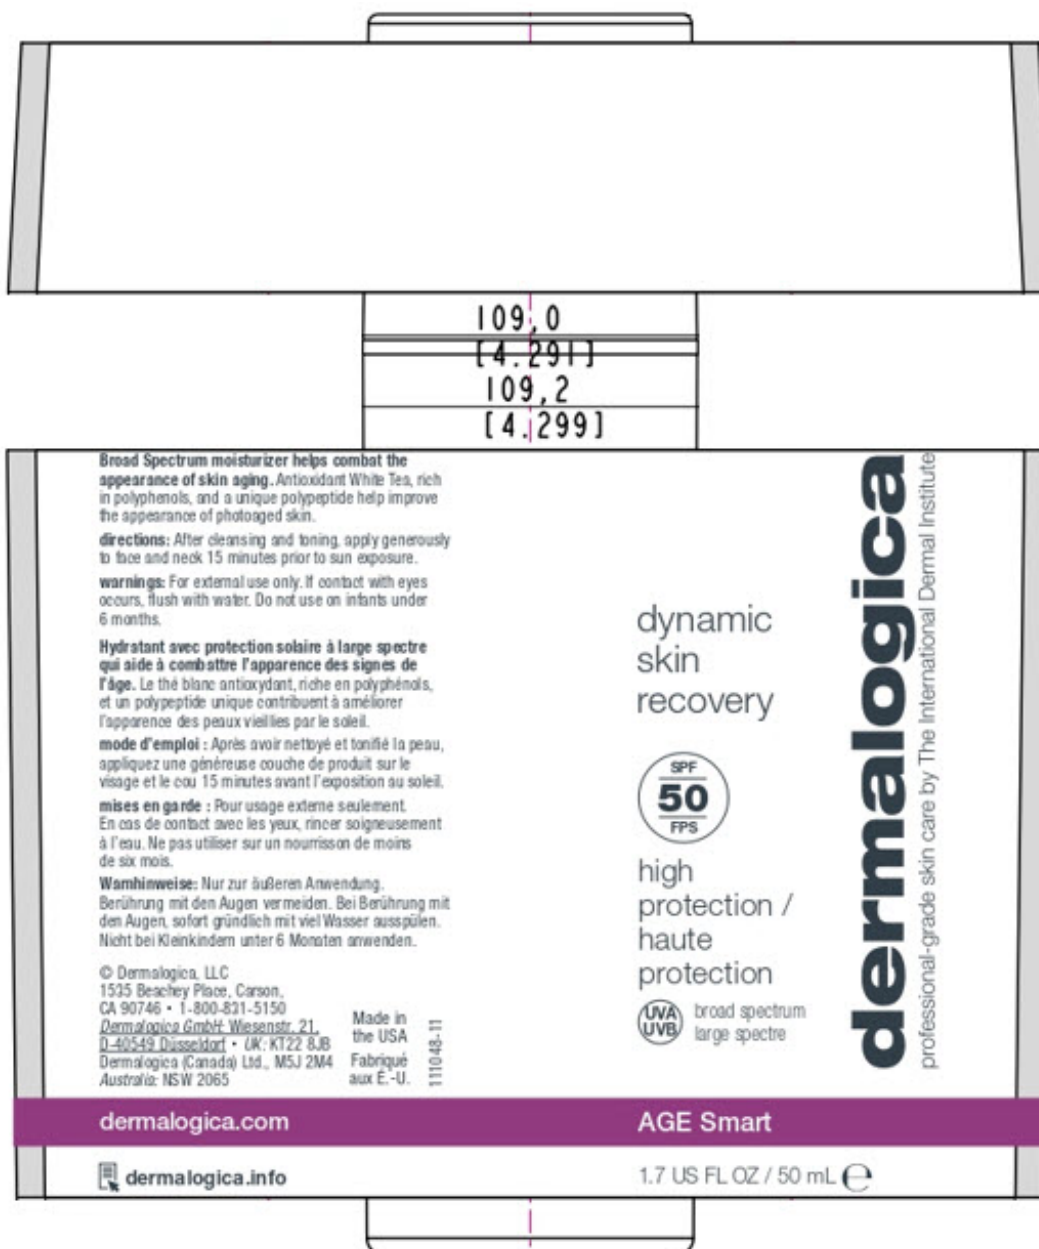 109,0
[4.291]
109,2
[4.299]
Broad Spectrum moisturizer helps combat the
appearance of skin aging. Antioxidant White Tea, rich
in polyphenols, and a unique polypeptide help improve
the appearance of photoaged skin.
directions: After cleansing and toning, apply generously
to face and neck 15 minutes prior to sun exposure.
warnings: For external use only. If contact with eyes
occurs, flush with water. Do not use on infants under
6 months.
Hydratant avec protection solaire à large spectre
qui aide à combattre l'apparence des signes de
l'âge. Le thé blanc antioxydant, riche en polyphénols,
et un polypeptide unique contribuent à améliorer
l'apparence des peaux vieillies par le soleil.
mode d'emploi : Après avoir nettoyé et tonifié la peau,
appliquez une généreuse couche de produit sur le
visage et le cou 15 minutes avant l'exposition au soleil.
mises en garde : Pour usage externe seulement.
En cas de contact avec les yeux, rincer soigneusement
à l'eau. Ne pas utiliser sur un nourrisson de moins
de six mois.
Warnhinweise: Nur zur äußeren Anwendung.
Berührung mit den Augen vermeiden. Bei Berührung mit
den Augen, sofort gründlich mit viel Wasser ausspülen.
Nicht bei Kleinkindern unter 6 Monaten anwenden.
© Dermalogica, LLC
1535 Beachey Place, Carson,
CA 90746 • 1-800-831-5150
Dermalogica GmbH: Wiesenstr. 21,
D-40549 Düsseldorf • UK: KT22 8JB
Dermalogica (Canada) Ltd., M5J 2M4
Australia: NSW 2065
Made in
the USA
Fabriqué
aux É.-U.
111048-11
dynamic
skin
recovery
SPF
50
FPS
high
protection /
haute
protection
UVA
UVB
broad spectrum
large spectre
dermalogica
professional-grade skin care by The International Dermal Institute
dermalogica.com
AGE Smart
dermalogica.info
1.7 US FL OZ / 50 mL ℮